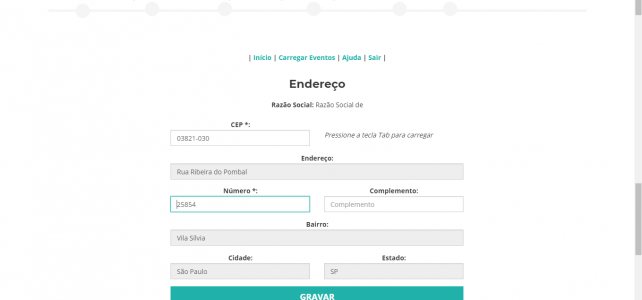 | Início | Carregar Eventos | Ajuda | Sair |
Endereço
Razão Social: Razão Social de
CEP *:
03821-030
Pressione a tecla Tab para carregar
Endereço:
Rua Ribeira do Pombal
Número *: Complemento:
25854 Complemento
Bairro:
Vila Sílvia
Cidade: Estado:
São Paulo SP
GRAVAR